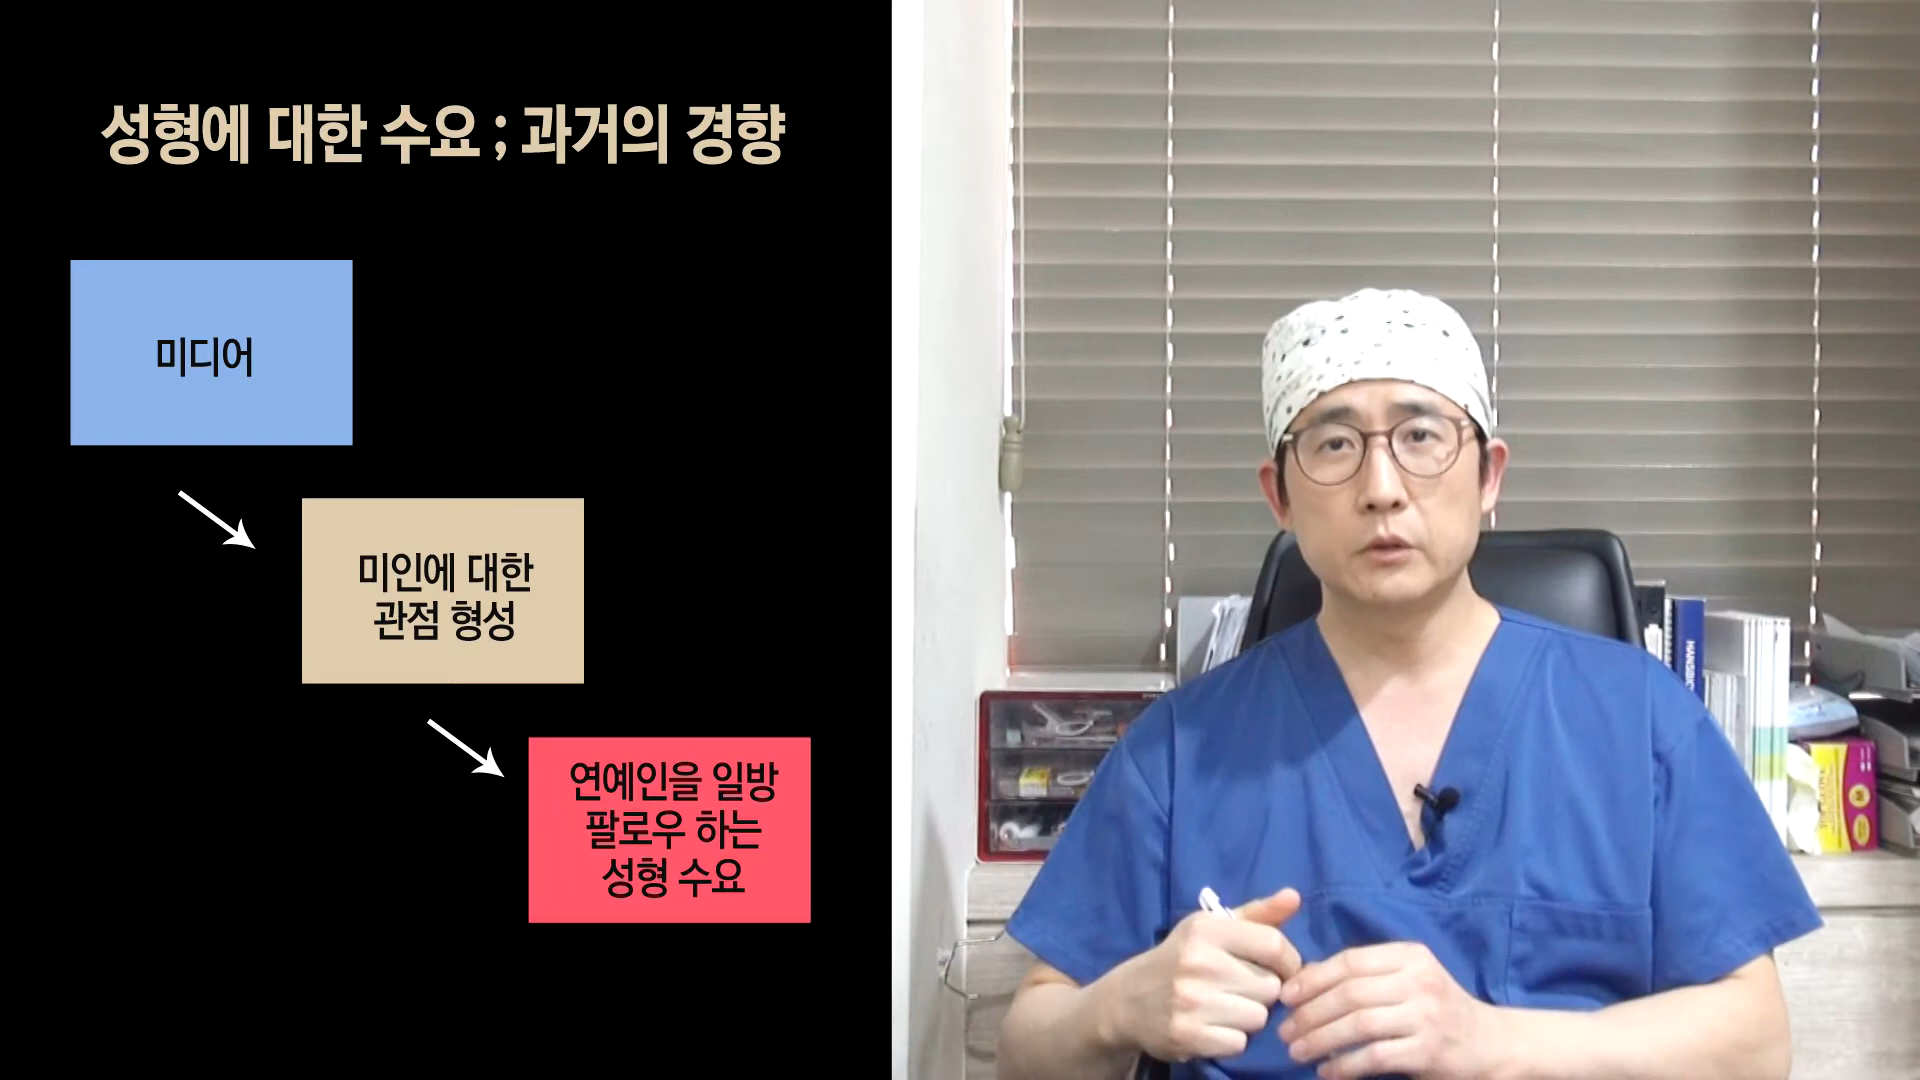 성형에 대한 수요 ; 과거의 경향
미디어
미인에 대한
관점 형성
연예인을 일방
팔로우 하는
성형 수요